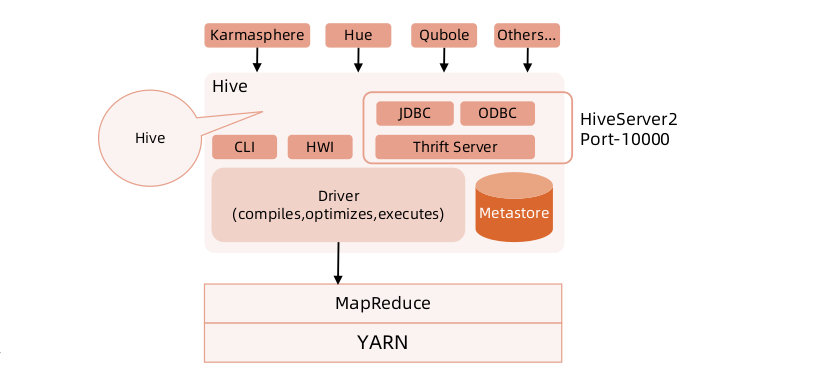 Karmasphere
Hue
Qubole
Others...
Hive
JDBC
ODBC
HiveServer2
Port-10000
Hive
CLI
HWI
Thrift Server
Driver
(compiles,optimizes,executes)
Metastore
MapReduce
YARN